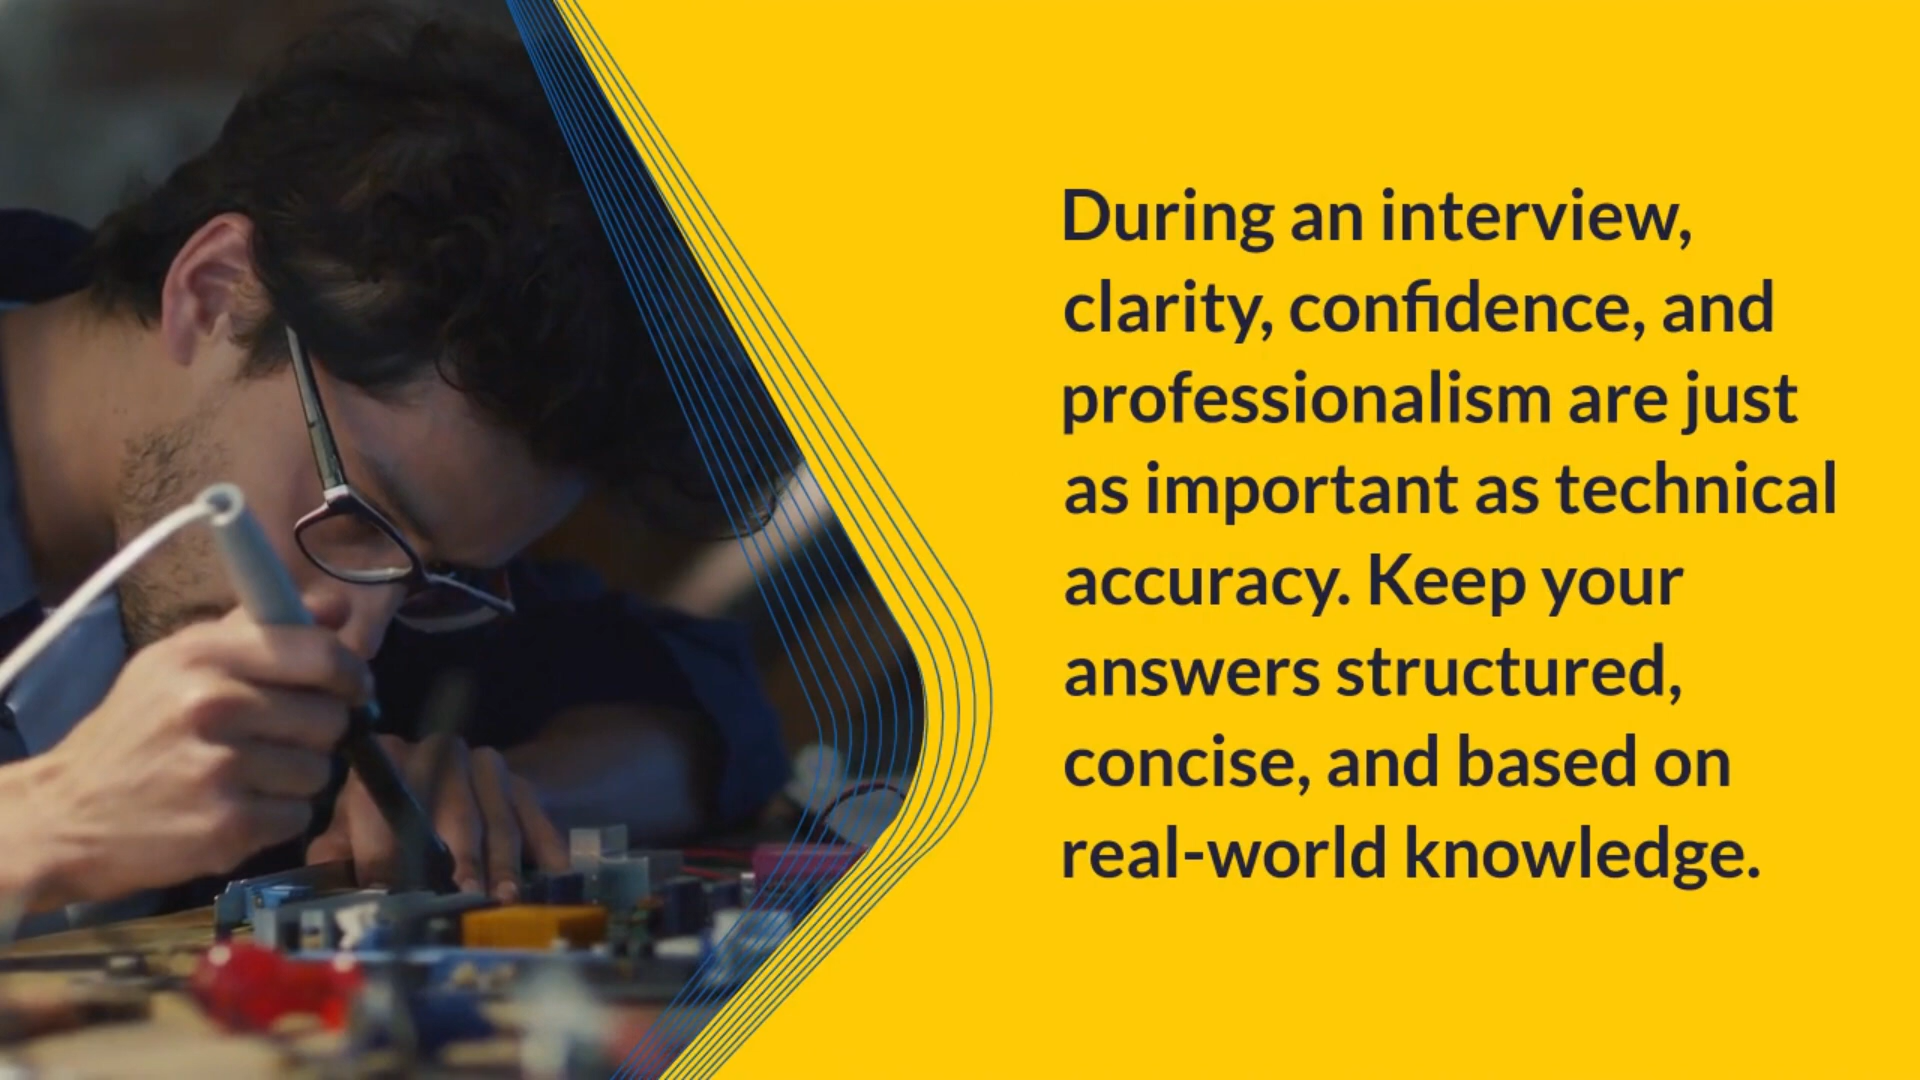 During an interview,
clarity, confidence, and
professionalism are just
as important as technical
accuracy. Keep your
answers structured,
concise, and based on
real-world knowledge.